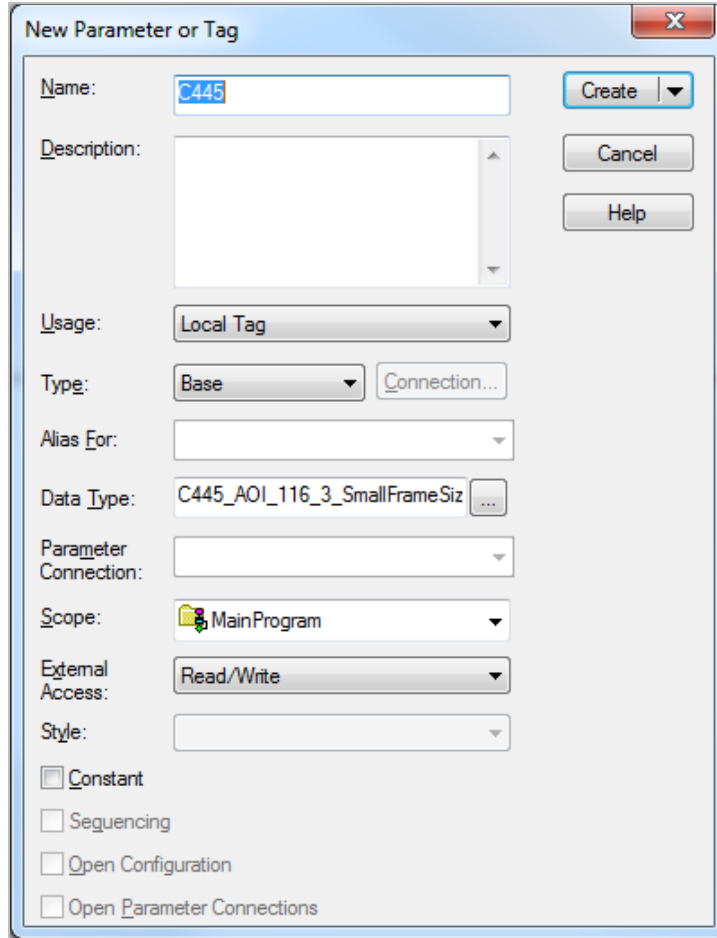 New Parameter or Tag
Name: C445 Create
Description: Cancel
Help
Usage: Local Tag
Type: Base Connection...
Alias For:
Data Type: C445_AOI_116_3_SmallFrameSiz ...
Parameter
Connection:
Scope: MainProgram
External
Access: Read/Write
Style:
Constant
Sequencing
Open Configuration
Open Parameter Connections